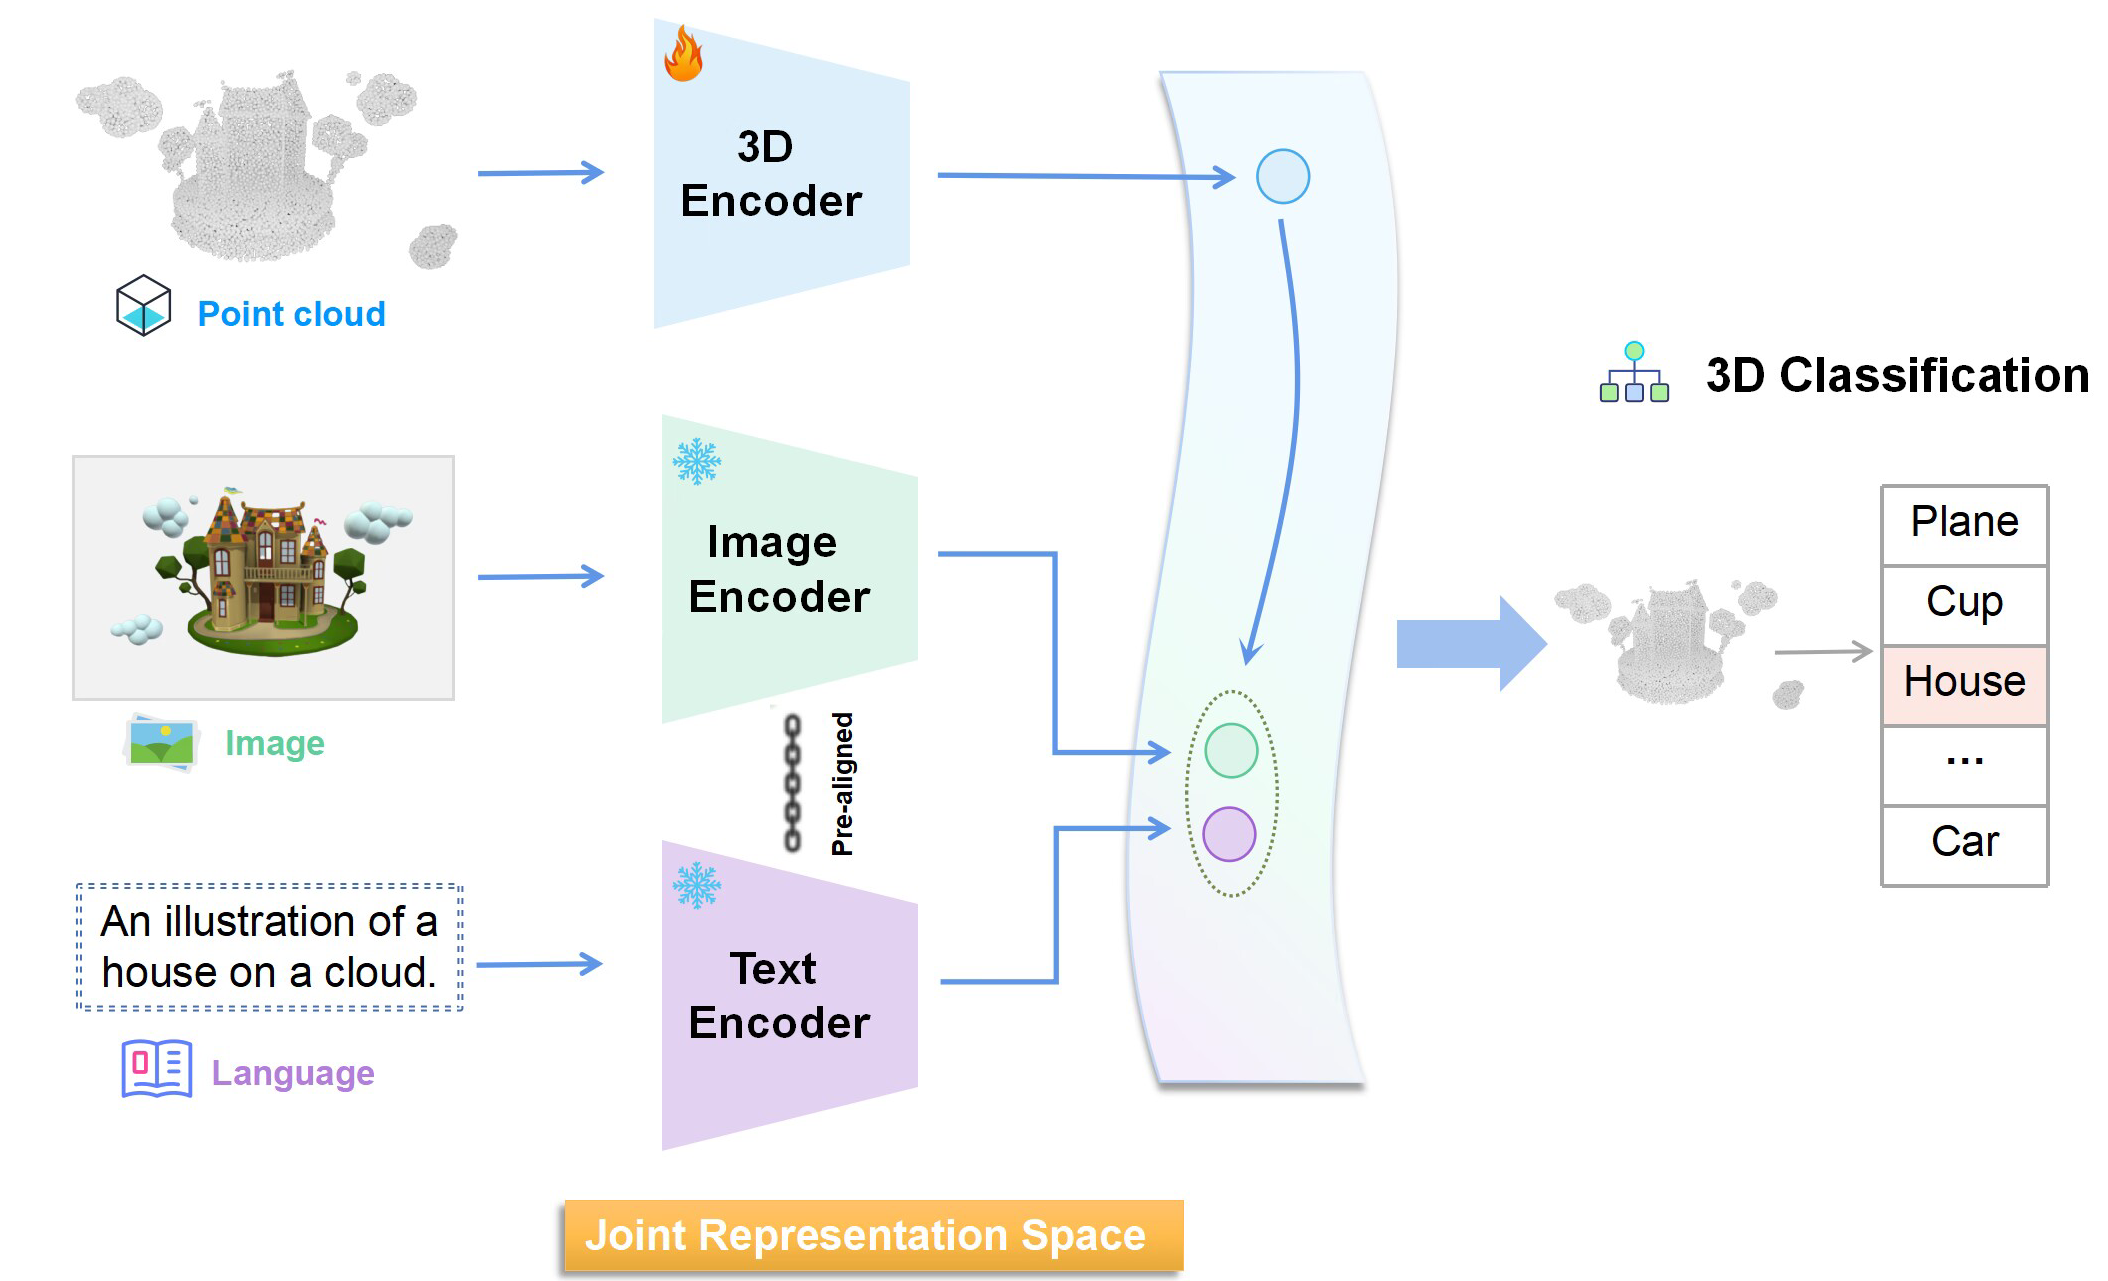 3D
Encoder
Point cloud
3D Classification
Image
Encoder
Image
Pre-aligned
Plane
Cup
House
...
Car
An illustration of a
house on a cloud.
Text
Encoder
Language
Joint Representation Space